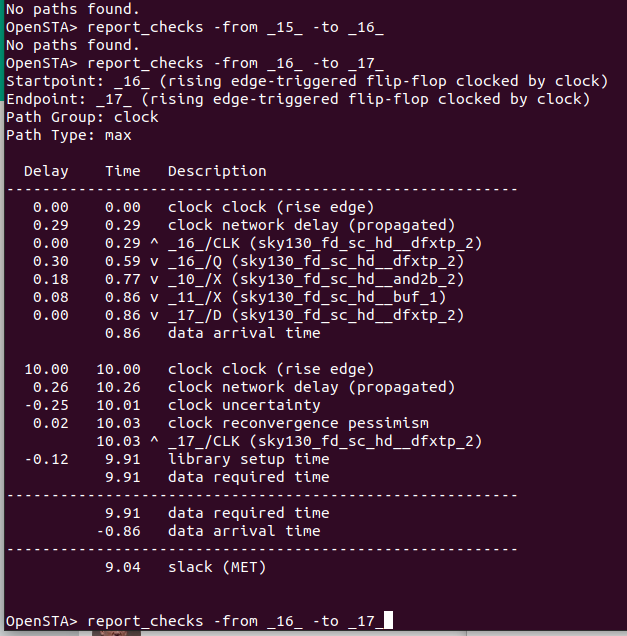 No paths found.
OpenSTA> report_checks -from _15_ -to _16_
No paths found.
OpenSTA> report_checks -from _16_ -to _17_
Startpoint: _16_ (rising edge-triggered flip-flop clocked by clock)
Endpoint: _17_ (rising edge-triggered flip-flop clocked by clock)
Path Group: clock
Path Type: max
  Delay    Time   Description
---------------------------------------------------------
   0.00    0.00   clock clock (rise edge)
   0.29    0.29   clock network delay (propagated)
   0.00    0.29 ^ _16_/CLK (sky130_fd_sc_hd__dfxtp_2)
   0.30    0.59 v _16_/Q (sky130_fd_sc_hd__dfxtp_2)
   0.18    0.77 v _10_/X (sky130_fd_sc_hd__and2b_2)
   0.08    0.86 v _11_/X (sky130_fd_sc_hd__buf_1)
   0.00    0.86 v _17_/D (sky130_fd_sc_hd__dfxtp_2)
           0.86   data arrival time
  10.00   10.00   clock clock (rise edge)
   0.26   10.26   clock network delay (propagated)
  -0.25   10.01   clock uncertainty
   0.02   10.03   clock reconvergence pessimism
          10.03 ^ _17_/CLK (sky130_fd_sc_hd__dfxtp_2)
  -0.12    9.91   library setup time
           9.91   data required time
---------------------------------------------------------
           9.91   data required time
          -0.86   data arrival time
---------------------------------------------------------
           9.04   slack (MET)
OpenSTA> report_checks -from _16_ -to _17_